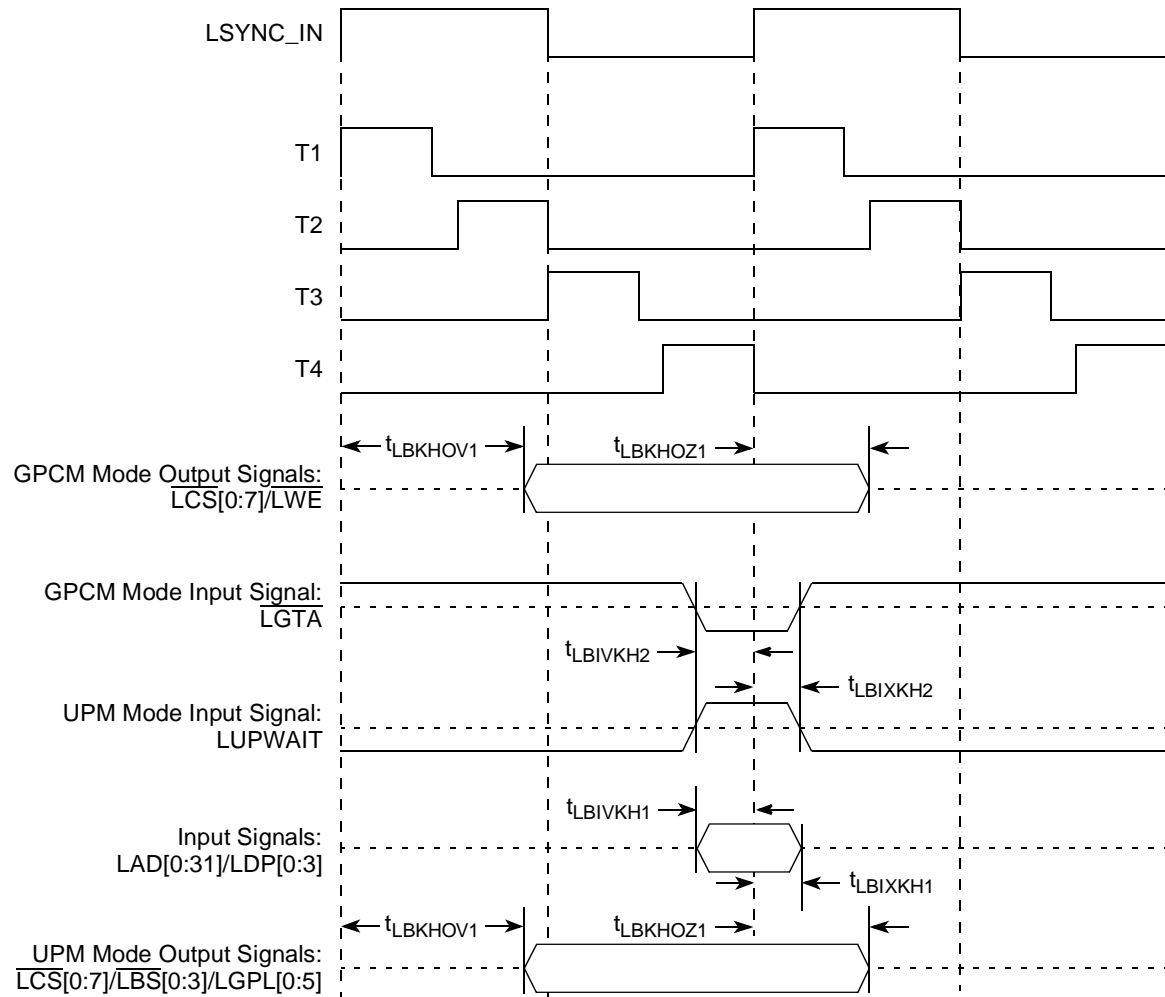 LSYNC_IN
T1
T2
T3
T4
tLBKHOV1
tLBKHOZ1
GPCM Mode Output Signals:
LCS[0:7]/LWE
GPCM Mode Input Signal:
LGTA
tLBIVKH2
tLBIXKH2
UPM Mode Input Signal:
LUPWAIT
tLBIVKH1
Input Signals:
LAD[0:31]/LDP[0:3]
tLBIXKH1
tLBKHOV1
tLBKHOZ1
UPM Mode Output Signals:
LCS[0:7]/LBS[0:3]/LGPL[0:5]